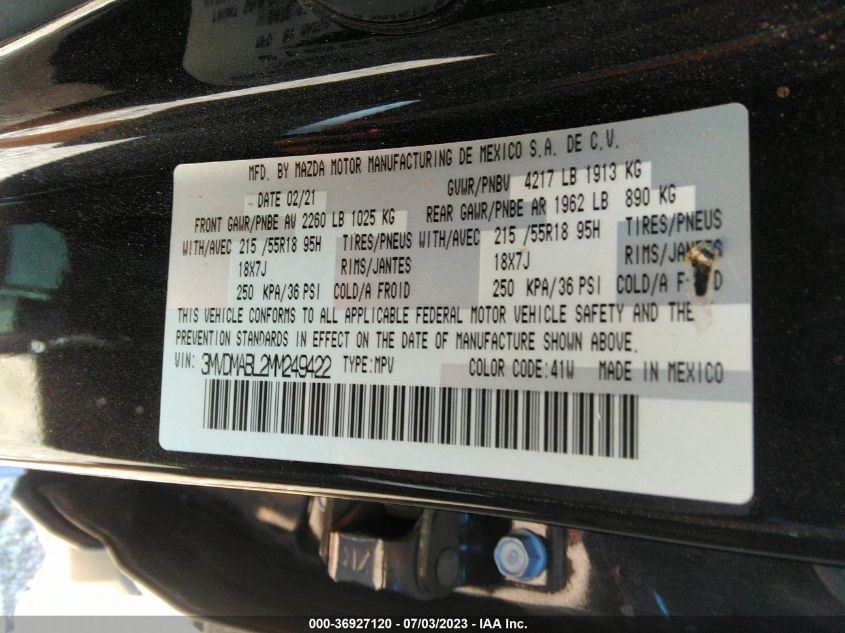 MFD. BY MAZDA MOTOR MANUFACTURING DE MEXICO S.A. DE C.V.
DATE 02/21 GVWR/PNBV 4217 LB 1913 KG
FRONT GAWR/PNBE AV 2260 LB 1025 KG REAR GAWR/PNBE AR 1962 LB 890 KG
WITH/AVEC 215 /55R18 95H TIRES/PNEUS WITH/AVEC 215 /55R18 95H TIRES/PNEUS
18X7J RIMS/JANTES 18X7J RIMS/JANTES
250 KPA/36 PSI COLD/A FROID 250 KPA/36 PSI COLD/A FROID
THIS VEHICLE CONFORMS TO ALL APPLICABLE FEDERAL MOTOR VEHICLE SAFETY AND THEFT
PREVENTION STANDARDS IN EFFECT ON THE DATE OF MANUFACTURE SHOWN ABOVE.
VIN: 3MVDMABL2MM249422 TYPE:MPV COLOR CODE:41W MADE IN MEXICO
000-36927120 - 07/03/2023 - IAA Inc.